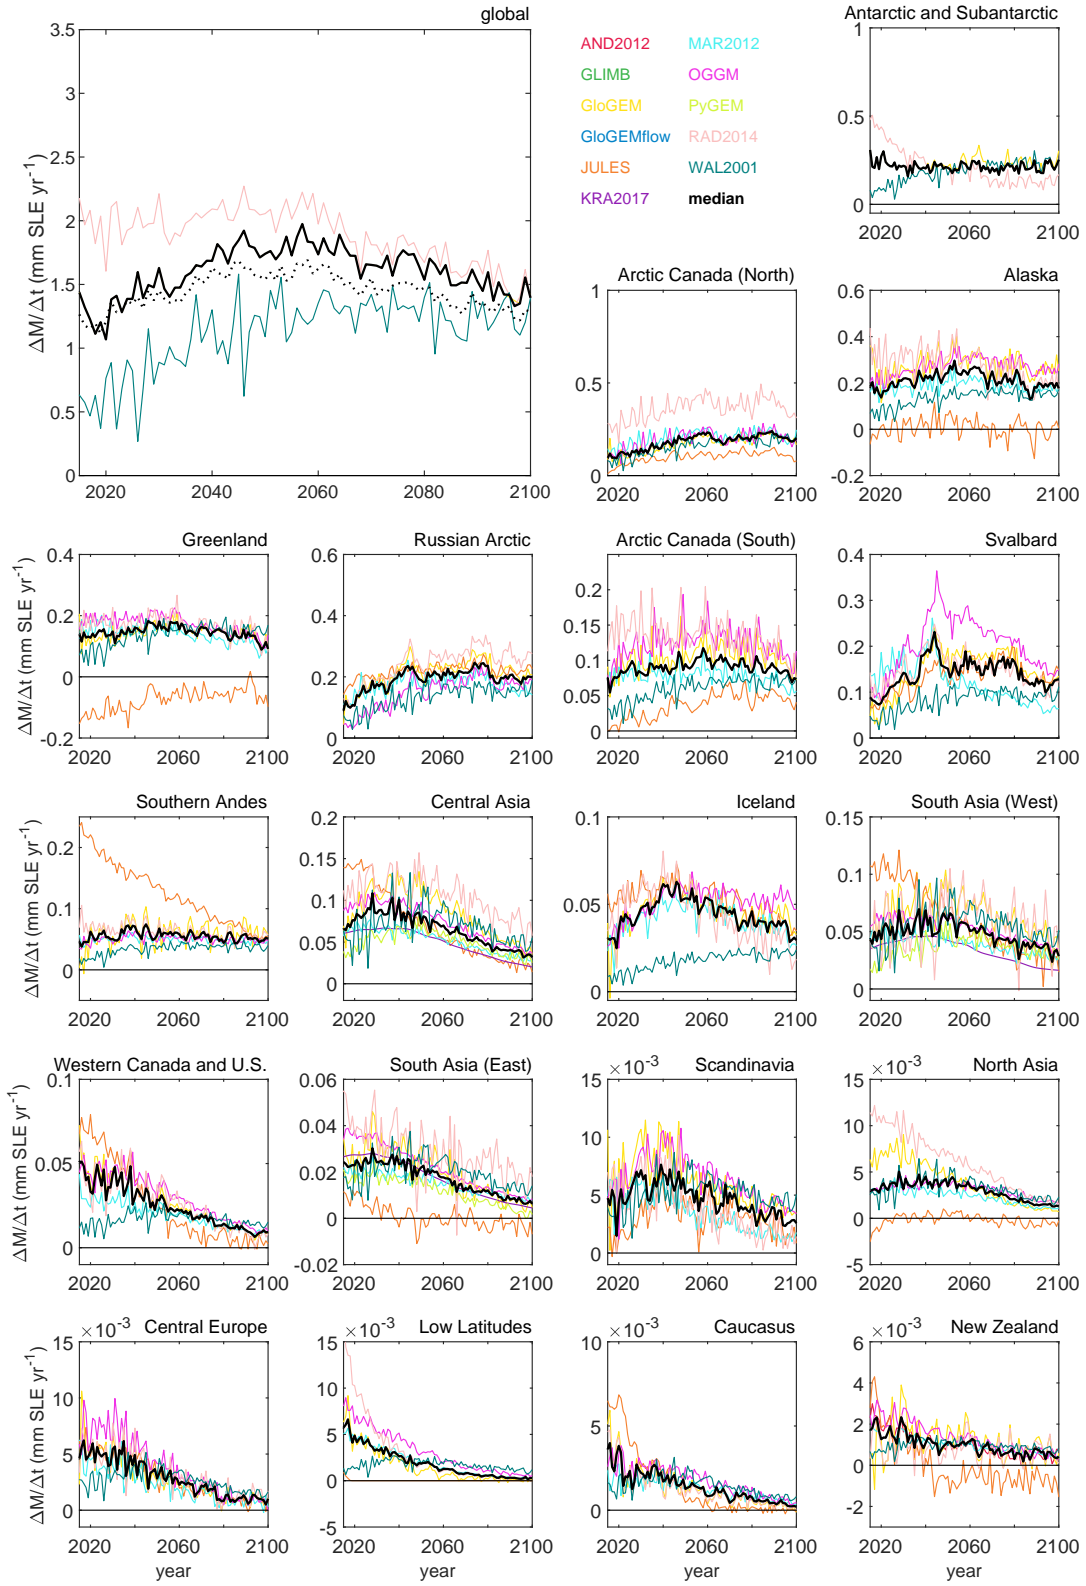 global
3.5
3
2.5
2
1.5
1
0.5
0
ΔM/Δt (mm SLE yr-1)
2020 2040 2060 2080 2100
AND2012 MAR2012
GLIMB OGGM
GloGEM PyGEM
GloGEMflow RAD2014
JULES WAL2001
KRA2017 median
Antarctic and Subantarctic
1
0.5
0
2020 2060 2100
Arctic Canada (North)
1
0.5
0
2020 2060 2100
Alaska
0.6
0.4
0.2
0
-0.2
2020 2060 2100
Greenland
0.4
0.2
0
-0.2
ΔM/Δt (mm SLE yr-1)
2020 2060 2100
Russian Arctic
0.6
0.4
0.2
0
2020 2060 2100
Arctic Canada (South)
0.2
0.15
0.1
0.05
0
2020 2060 2100
Svalbard
0.4
0.3
0.2
0.1
0
2020 2060 2100
Southern Andes
0.2
0.1
0
ΔM/Δt (mm SLE yr-1)
2020 2060 2100
Central Asia
0.2
0.15
0.1
0.05
0
2020 2060 2100
Iceland
0.1
0.05
0
2020 2060 2100
South Asia (West)
0.15
0.1
0.05
0
2020 2060 2100
Western Canada and U.S.
0.1
0.05
0
ΔM/Δt (mm SLE yr-1)
2020 2060 2100
South Asia (East)
0.06
0.04
0.02
0
-0.02
2020 2060 2100
×10-3 Scandinavia
15
10
5
0
2020 2060 2100
×10-3 North Asia
15
10
5
0
-5
2020 2060 2100
×10-3 Central Europe
15
10
5
0
ΔM/Δt (mm SLE yr-1)
2020 2060 2100
year
×10-3 Low Latitudes
15
10
5
0
-5
2020 2060 2100
year
×10-3 Caucasus
10
5
0
2020 2060 2100
year
×10-3 New Zealand
6
4
2
0
-2
2020 2060 2100
year